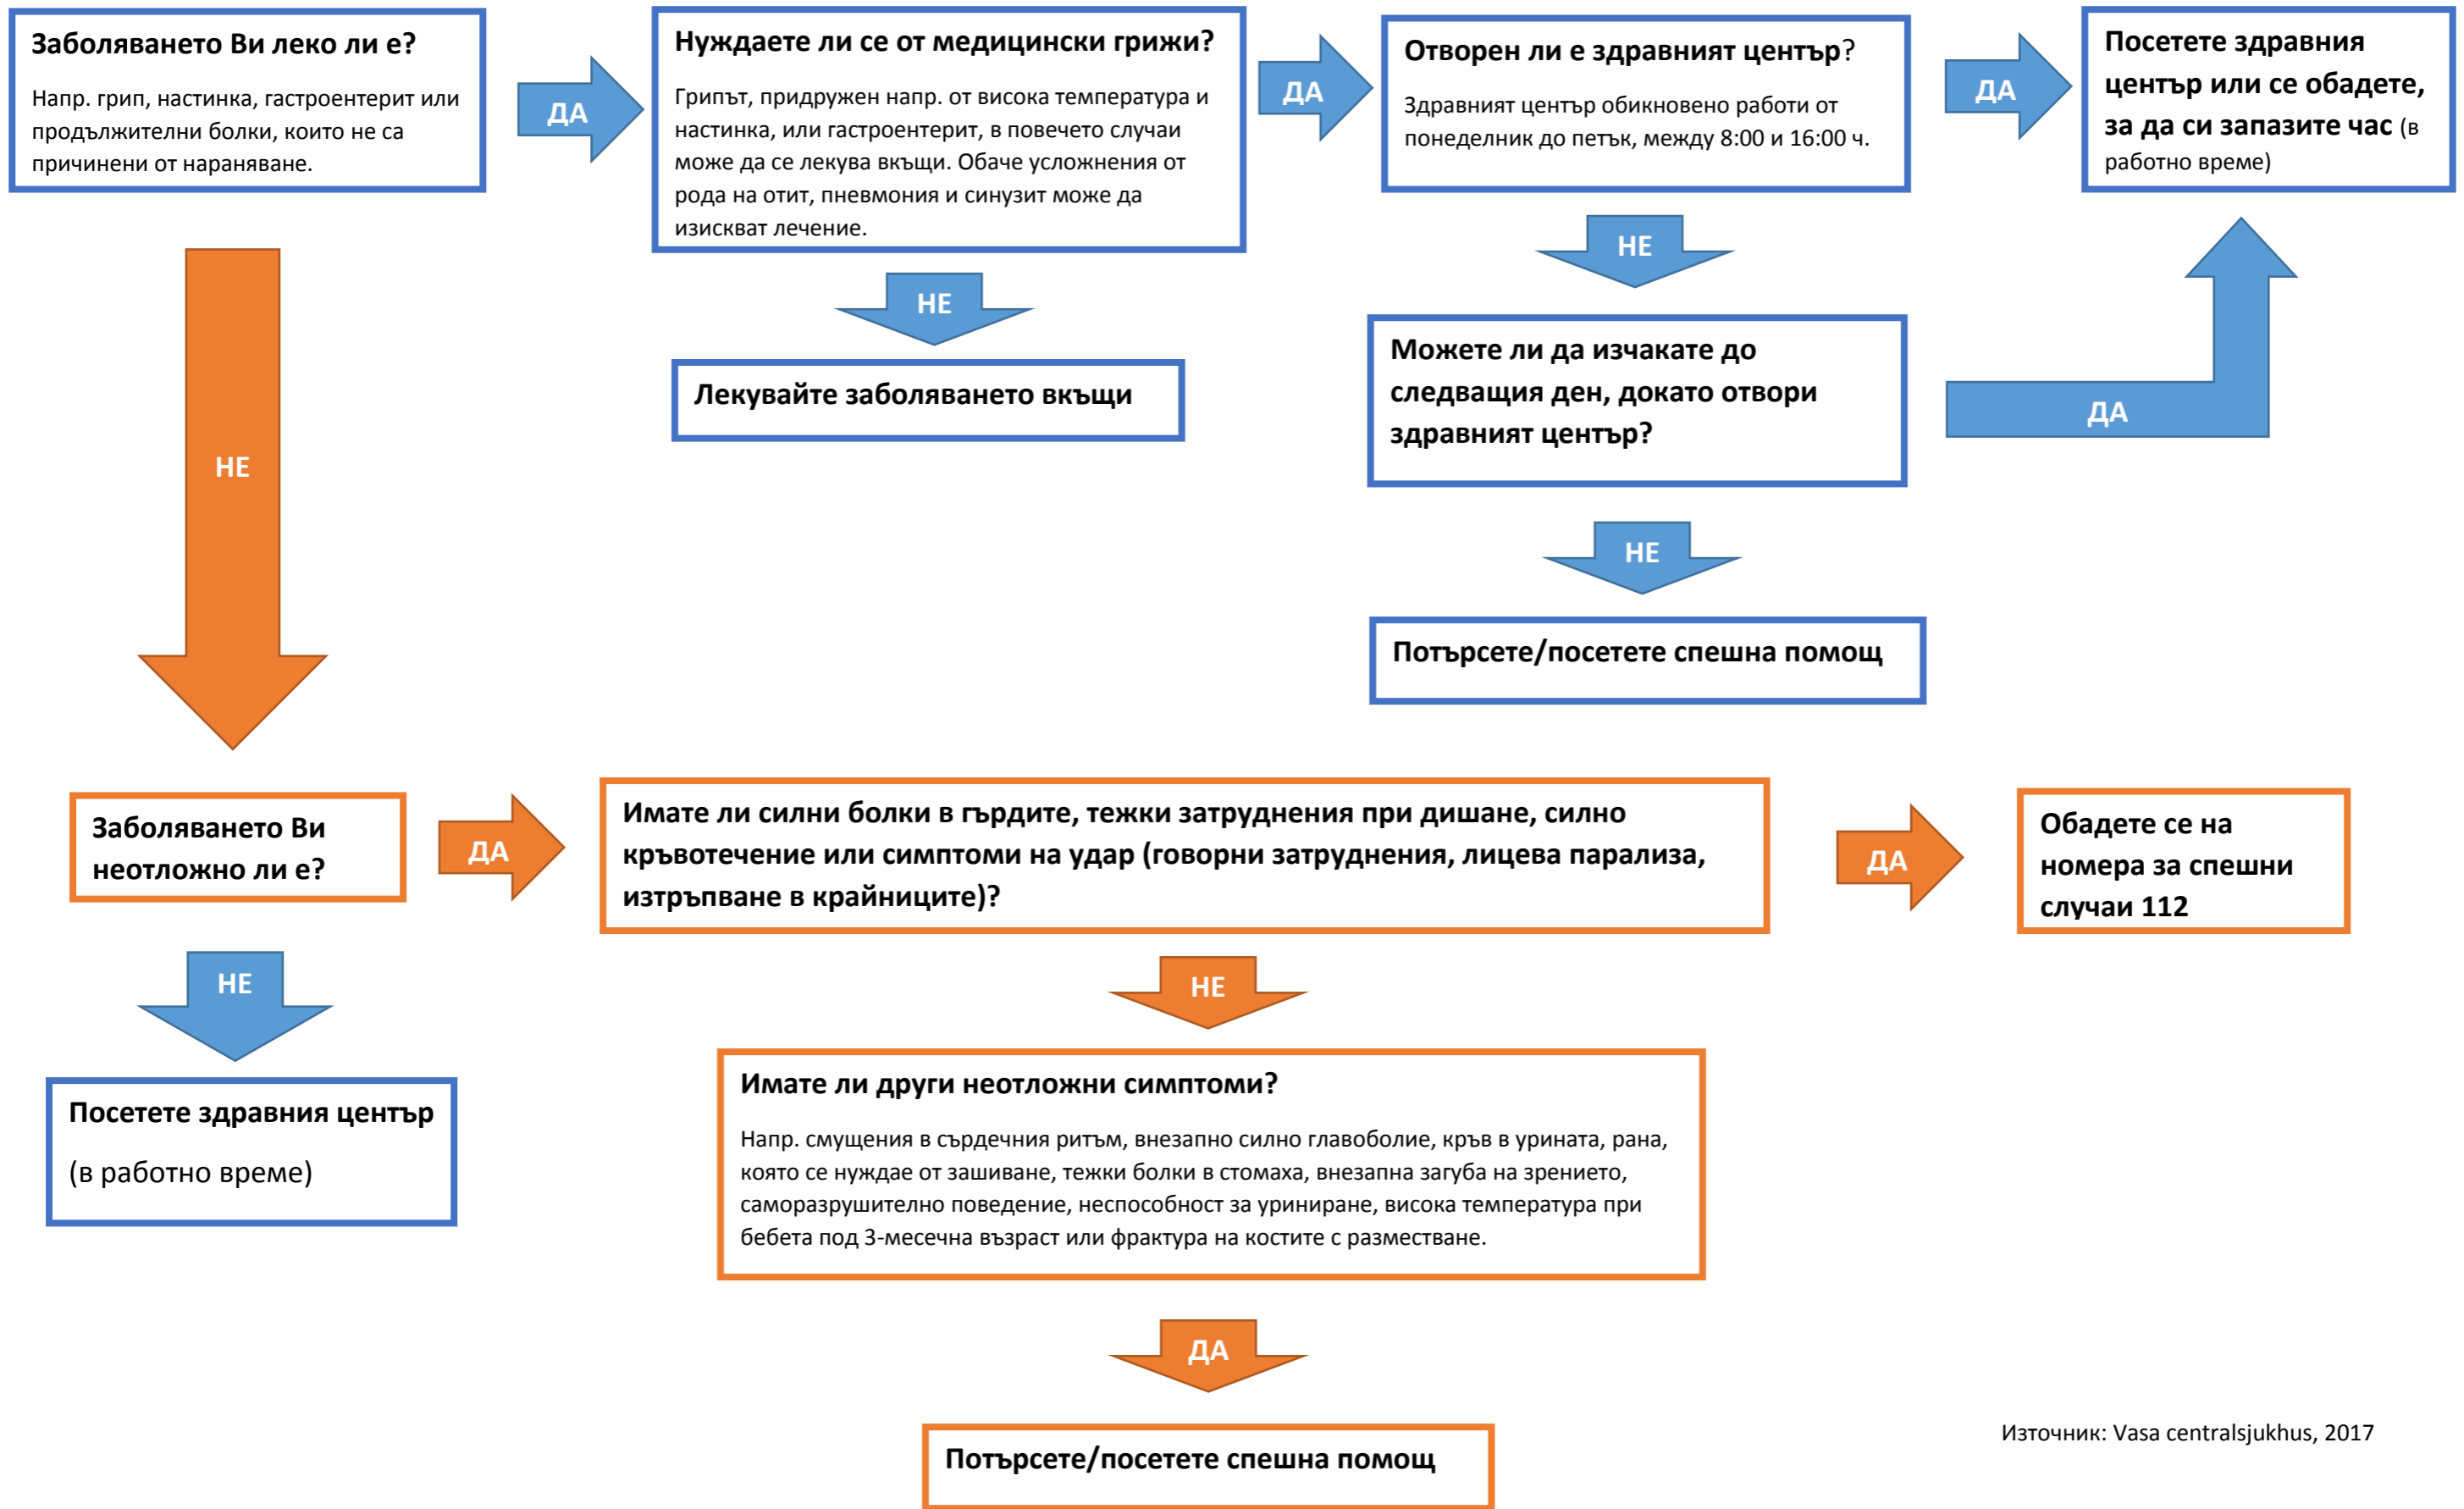 Заболяването Ви леко ли е?
Напр. грип, настинка, гастроентерит или
продължителни болки, които не са
причинени от нараняване.
ДА
Нуждаете ли се от медицински грижи?
Грипът, придружен напр. от висока температура и
настинка, или гастроентерит, в повечето случаи
може да се лекува вкъщи. Обаче усложнения от
рода на отит, пневмония и синузит може да
изискват лечение.
ДА
Отворен ли е здравният център?
Здравният център обикновено работи от
понеделник до петък, между 8:00 и 16:00 ч.
ДА
Посетете здравния
център или се обадете,
за да си запазите час (в
работно време)
НЕ
Лекувайте заболяването вкъщи
НЕ
Можете ли да изчакате до
следващия ден, докато отвори
здравният център?
ДА
НЕ
Потърсете/посетете спешна помощ
НЕ
Заболяването Ви
неотложно ли е?
ДА
Имате ли силни болки в гърдите, тежки затруднения при дишане, силно
кръвотечение или симптоми на удар (говорни затруднения, лицева парализа,
изтръпване в крайниците)?
ДА
Обадете се на
номера за спешни
случаи 112
НЕ
Посетете здравния център
(в работно време)
НЕ
Имате ли други неотложни симптоми?
Напр. смущения в сърдечния ритъм, внезапно силно главоболие, кръв в урината, рана,
която се нуждае от зашиване, тежки болки в стомаха, внезапна загуба на зрението,
саморазрушително поведение, неспособност за уриниране, висока температура при
бебета под 3-месечна възраст или фрактура на костите с разместване.
ДА
Потърсете/посетете спешна помощ
Източник: Vasa centralsjukhus, 2017